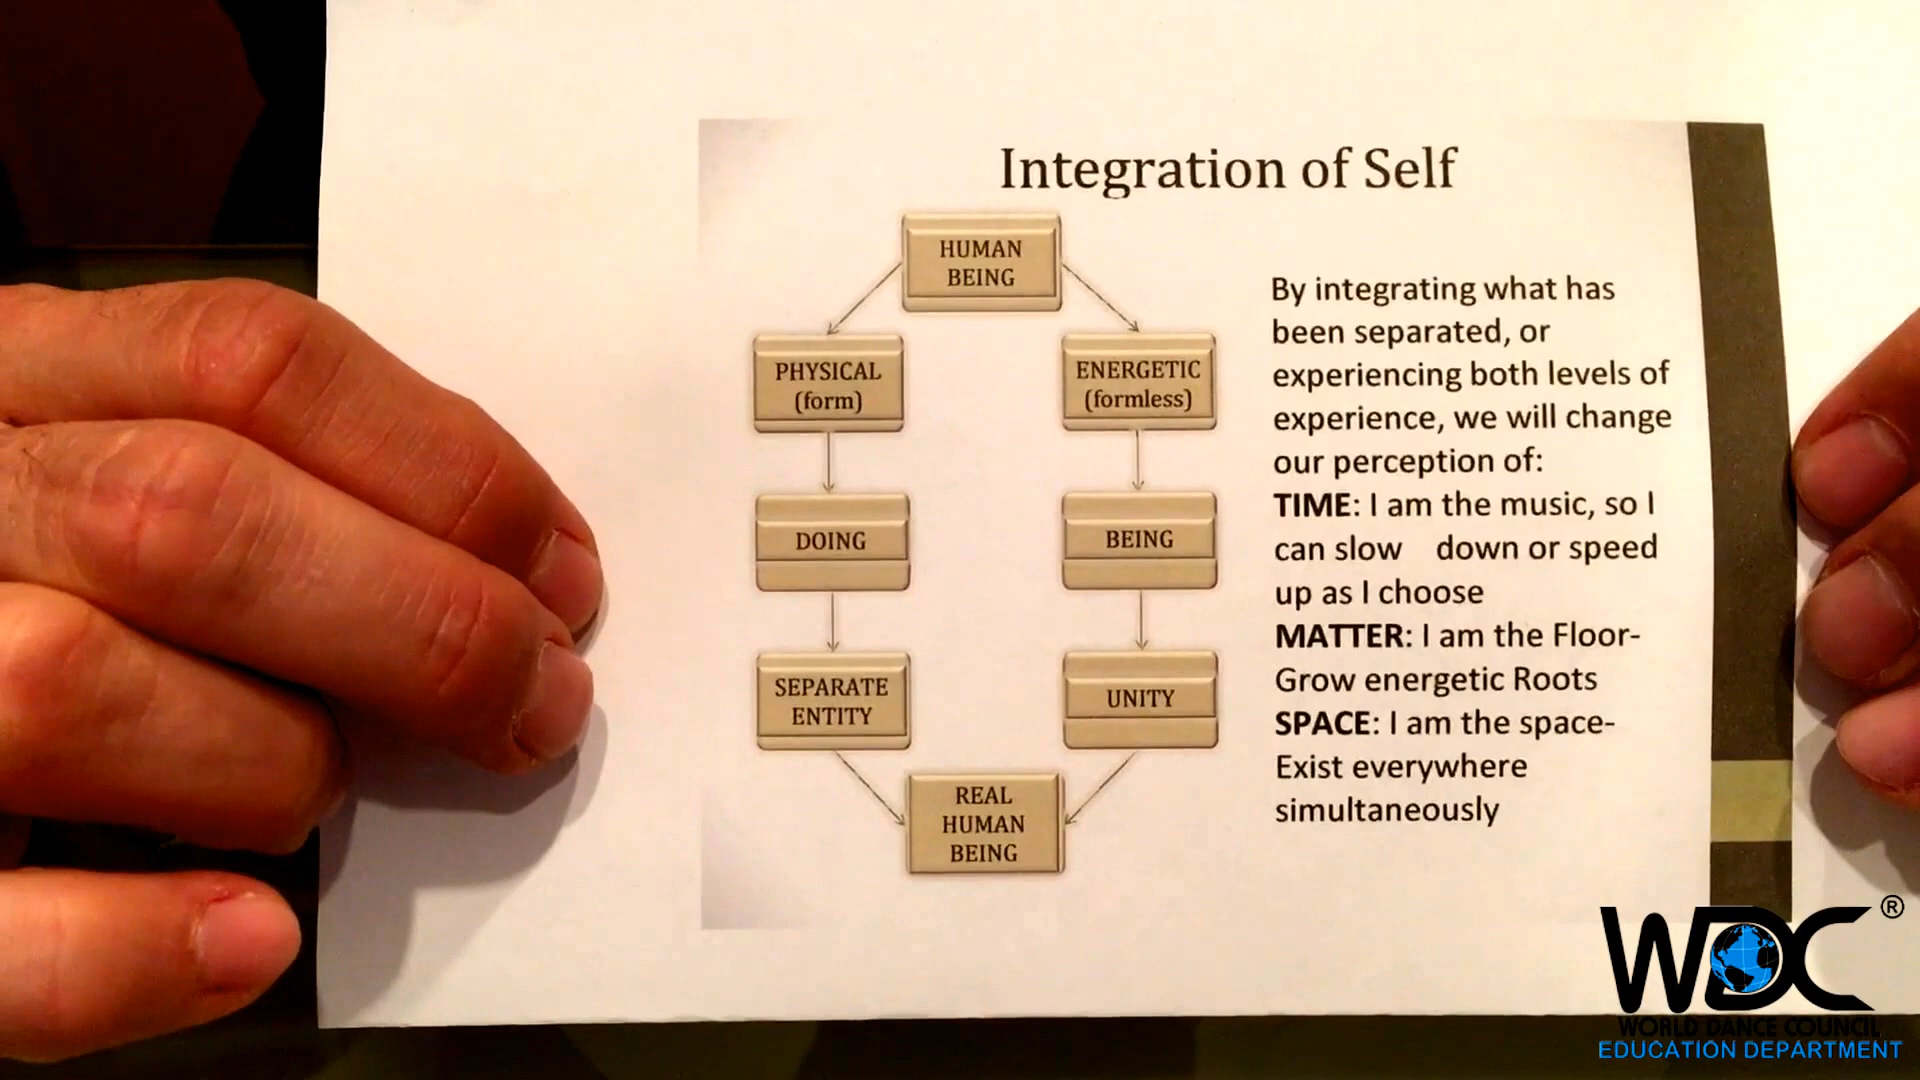 Integration of Self
HUMAN
BEING
PHYSICAL
(form)
ENERGETIC
(formless)
DOING
BEING
SEPARATE
ENTITY
UNITY
REAL
HUMAN
BEING
By integrating what has
been separated, or
experiencing both levels of
experience, we will change
our perception of:
TIME: I am the music, so I
can slow down or speed
up as I choose
MATTER: I am the Floor-
Grow energetic Roots
SPACE: I am the space-
Exist everywhere
simultaneously
WDC®
WORLD DANCE COUNCIL
EDUCATION DEPARTMENT